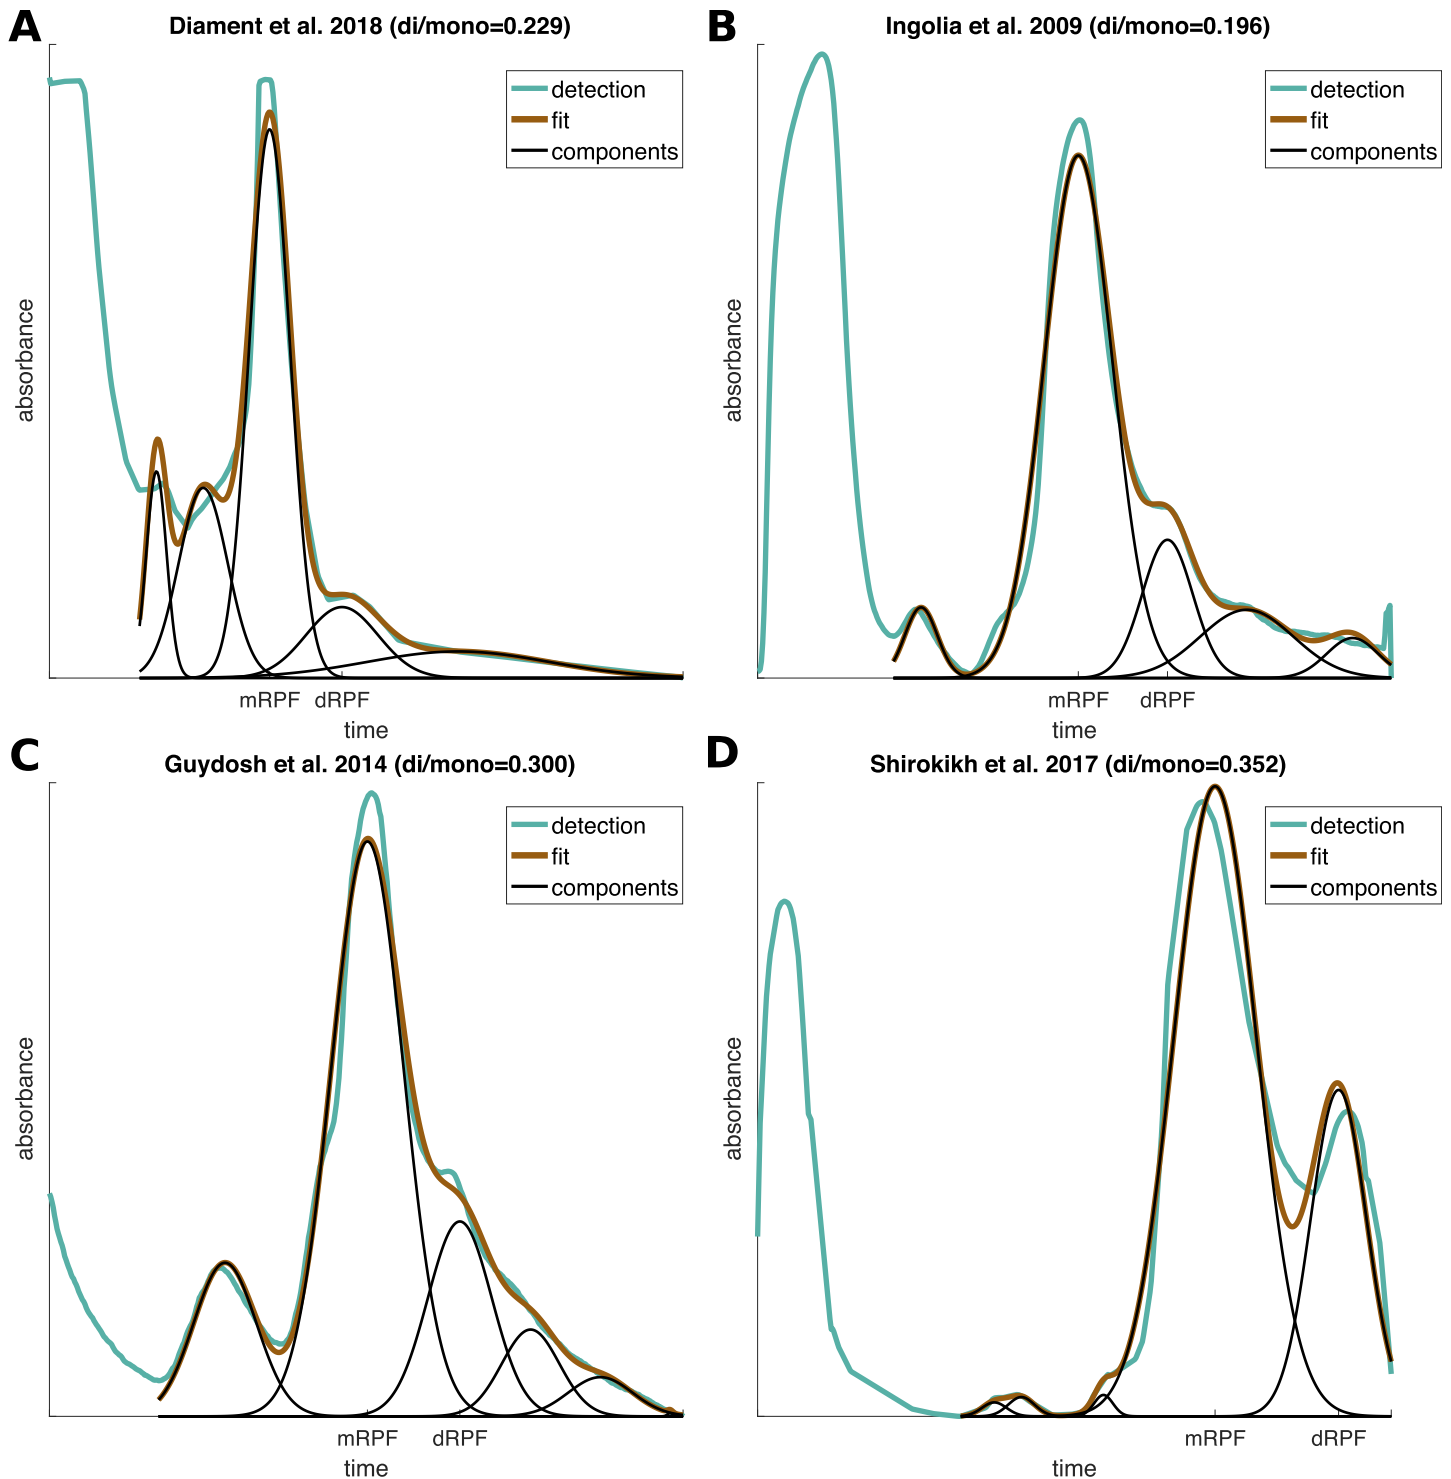 A
Diament et al. 2018 (di/mono=0.229)
detection
fit
components
absorbance
mRPF
dRPF
time
B
Ingolia et al. 2009 (di/mono=0.196)
detection
fit
components
absorbance
mRPF
dRPF
time
C
Guydosh et al. 2014 (di/mono=0.300)
detection
fit
components
absorbance
mRPF
dRPF
time
D
Shirokikh et al. 2017 (di/mono=0.352)
detection
fit
components
absorbance
mRPF
dRPF
time